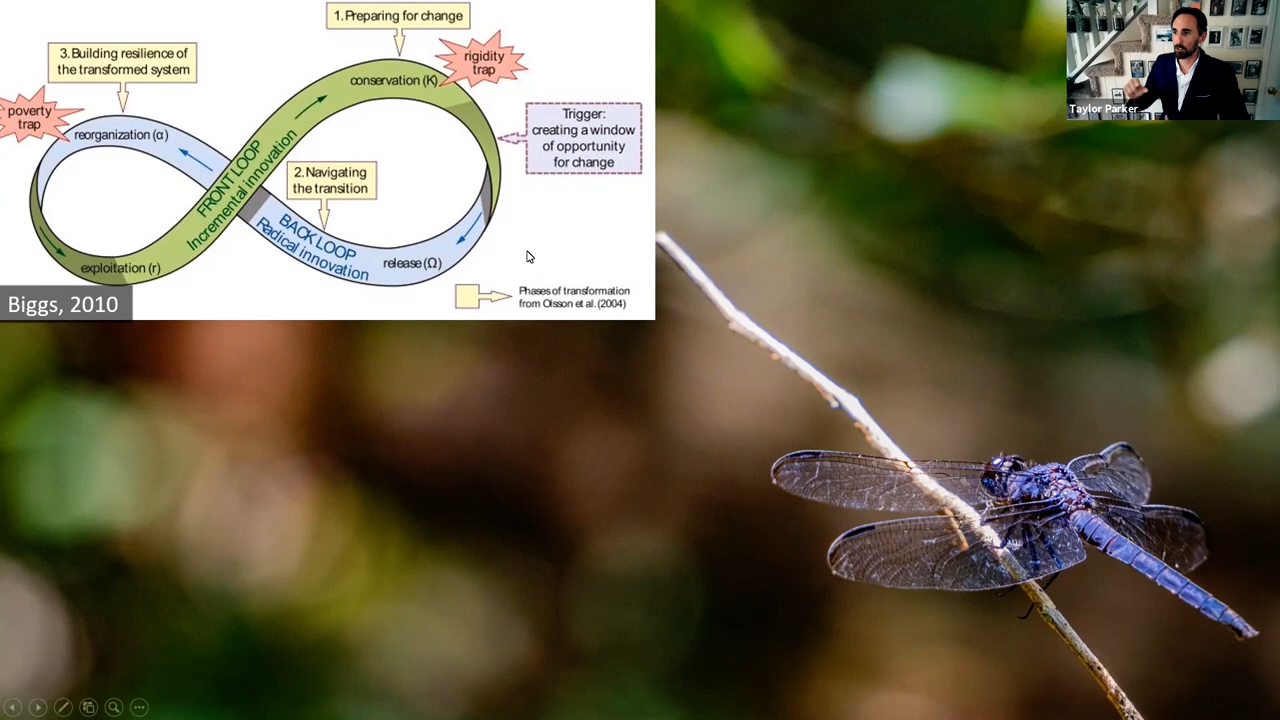 1. Preparing for change
3. Building resilience of
the transformed system
rigidity
trap
conservation (K)
poverty
trap
reorganization (α)
Trigger:
creating a window
of opportunity
for change
FRONT LOOP
Incremental innovation
2. Navigating
the transition
BACK LOOP
Radical innovation
release (Ω)
exploitation (r)
Phases of transformation
from Olsson et al. (2004)
Biggs, 2010
Taylor Parker